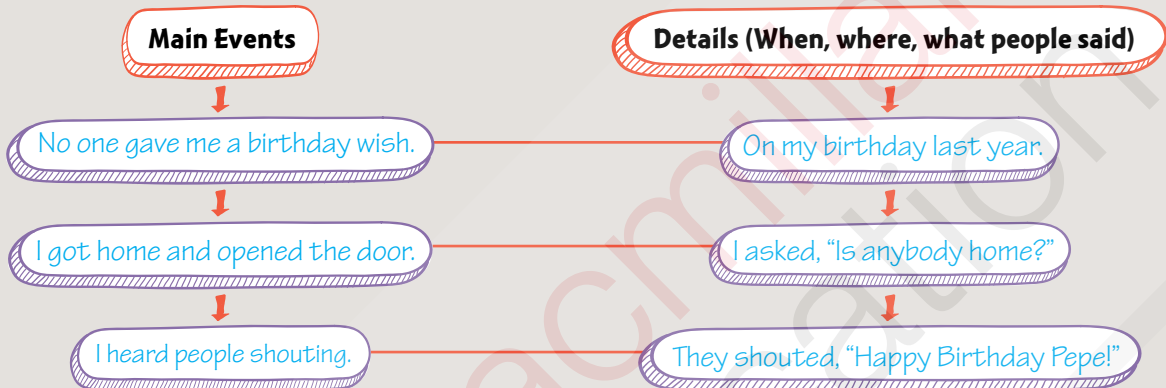 Main Events
Details (When, where, what people said)
No one gave me a birthday wish.
On my birthday last year.
I got home and opened the door.
I asked, “Is anybody home?”
I heard people shouting.
They shouted, “Happy Birthday Pepe!”